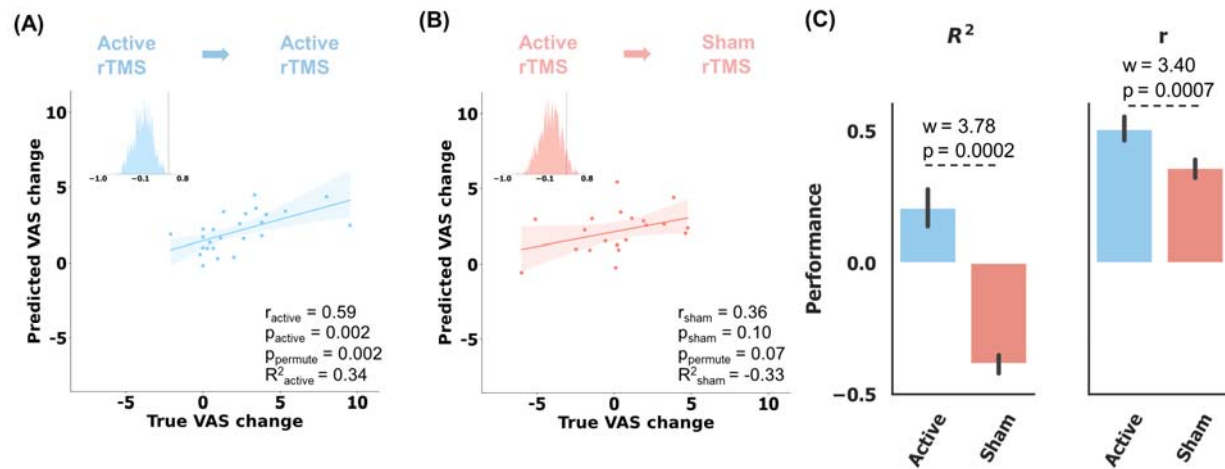 (A)
Active
rTMS
Active
rTMS
Predicted VAS change
10
5
0
-5
-1.0
-0.1
0.8
r_active = 0.59
p_active = 0.002
p_permute = 0.002
R²_active = 0.34
-5
0
5
10
True VAS change
(B)
Active
rTMS
Sham
rTMS
Predicted VAS change
10
5
0
-5
-1.0
-0.1
0.8
r_sham = 0.36
p_sham = 0.10
p_permute = 0.07
R²_sham = -0.33
-5
0
5
10
True VAS change
(C)
R²
r
w = 3.78
p = 0.0002
w = 3.40
p = 0.0007
Performance
0.5
0.0
−0.5
Active
Sham
Active
Sham